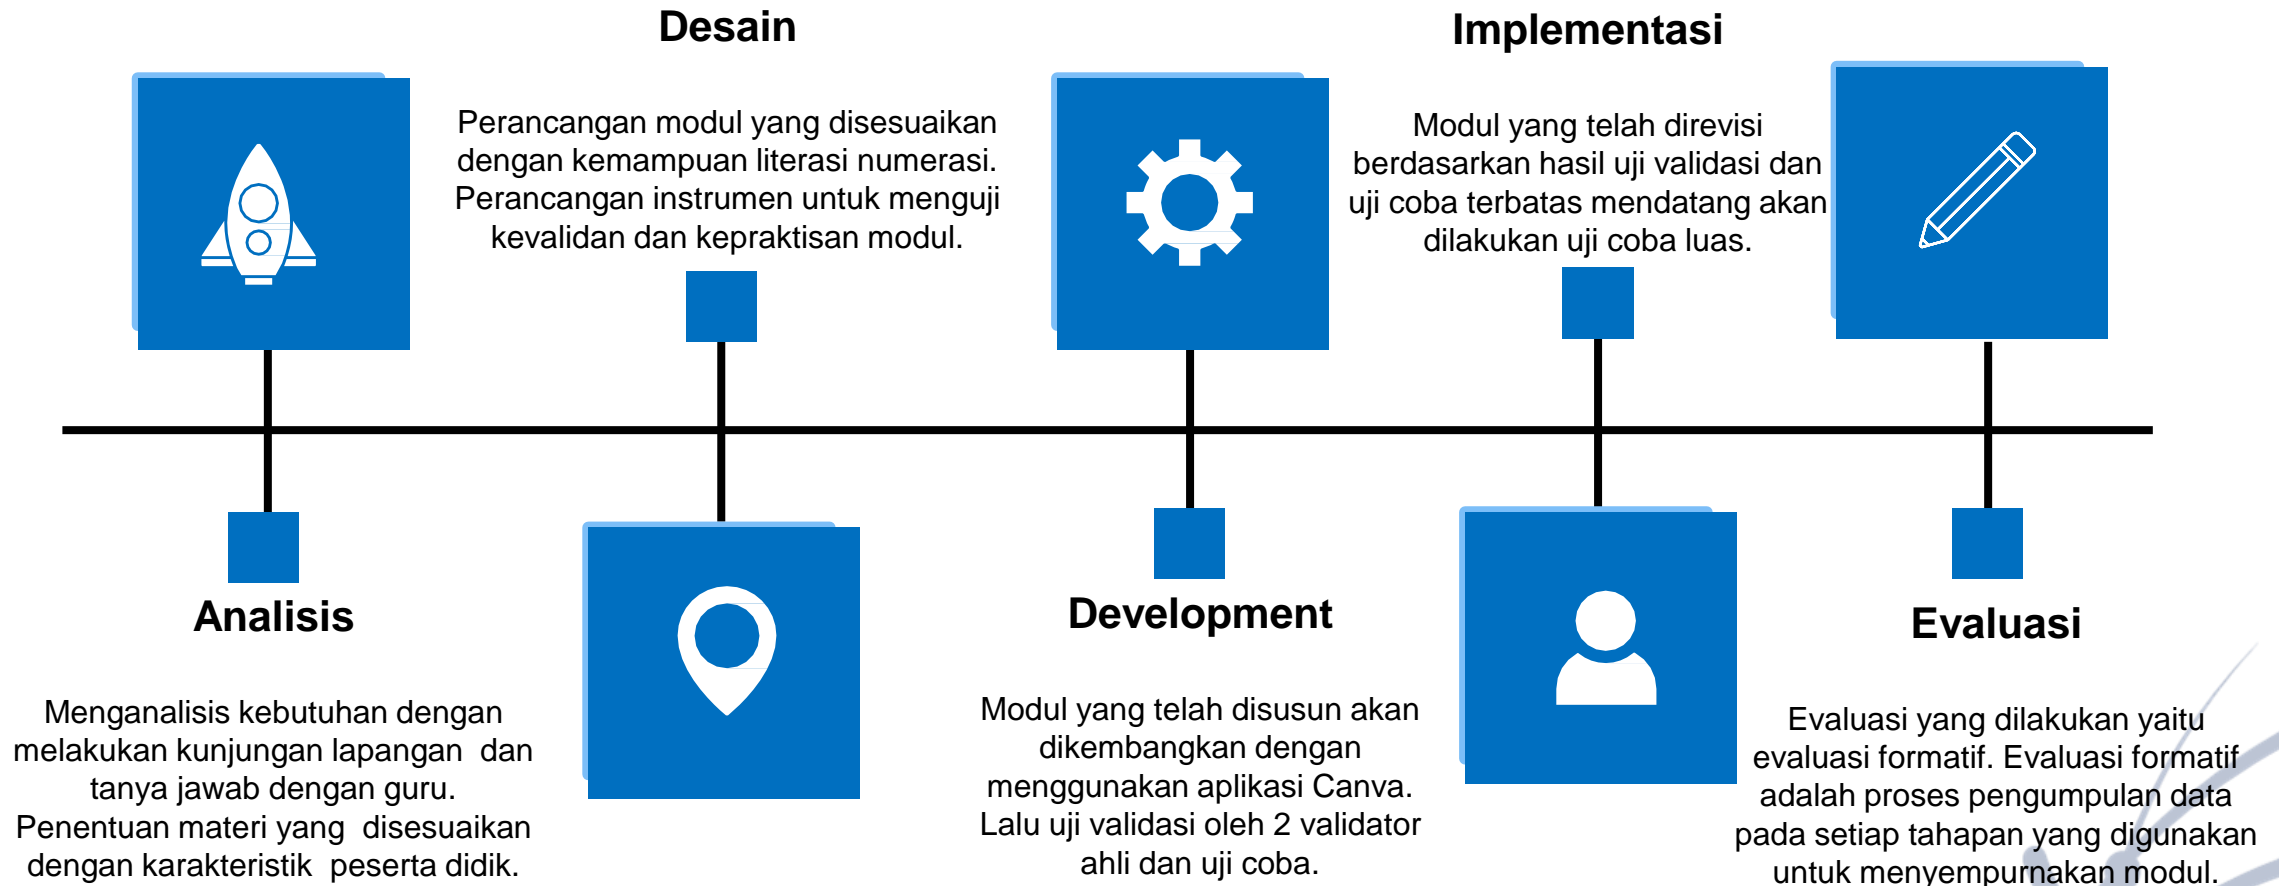 Desain
Perancangan modul yang disesuaikan
dengan kemampuan literasi numerasi.
Perancangan instrumen untuk menguji
kevalidan dan kepraktisan modul.
Implementasi
Modul yang telah direvisi
berdasarkan hasil uji validasi dan
uji coba terbatas mendatang akan
dilakukan uji coba luas.
Analisis
Menganalisis kebutuhan dengan
melakukan kunjungan lapangan dan
tanya jawab dengan guru.
Penentuan materi yang disesuaikan
dengan karakteristik peserta didik.
Development
Modul yang telah disusun akan
dikembangkan dengan
menggunakan aplikasi Canva.
Lalu uji validasi oleh 2 validator
ahli dan uji coba.
Evaluasi
Evaluasi yang dilakukan yaitu
evaluasi formatif. Evaluasi formatif
adalah proses pengumpulan data
pada setiap tahapan yang digunakan
untuk menyempurnakan modul.